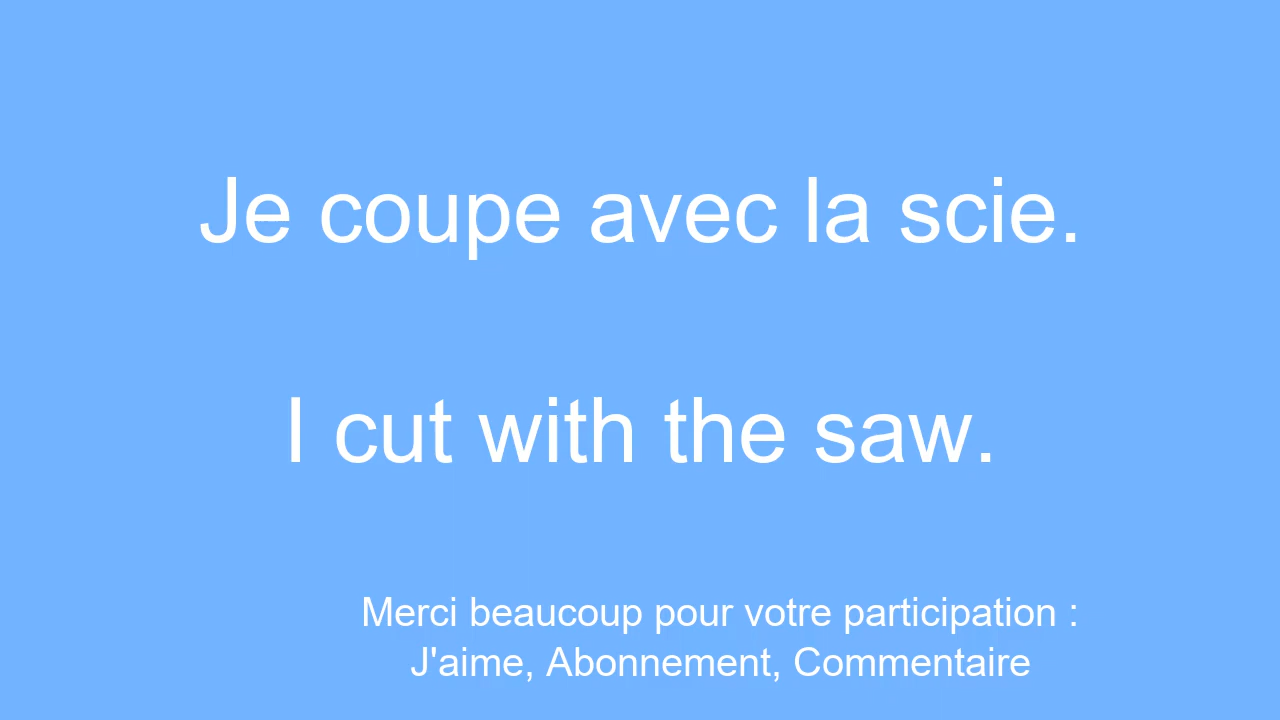 Je coupe avec la scie.
I cut with the saw.
Merci beaucoup pour votre participation :
J'aime, Abonnement, Commentaire